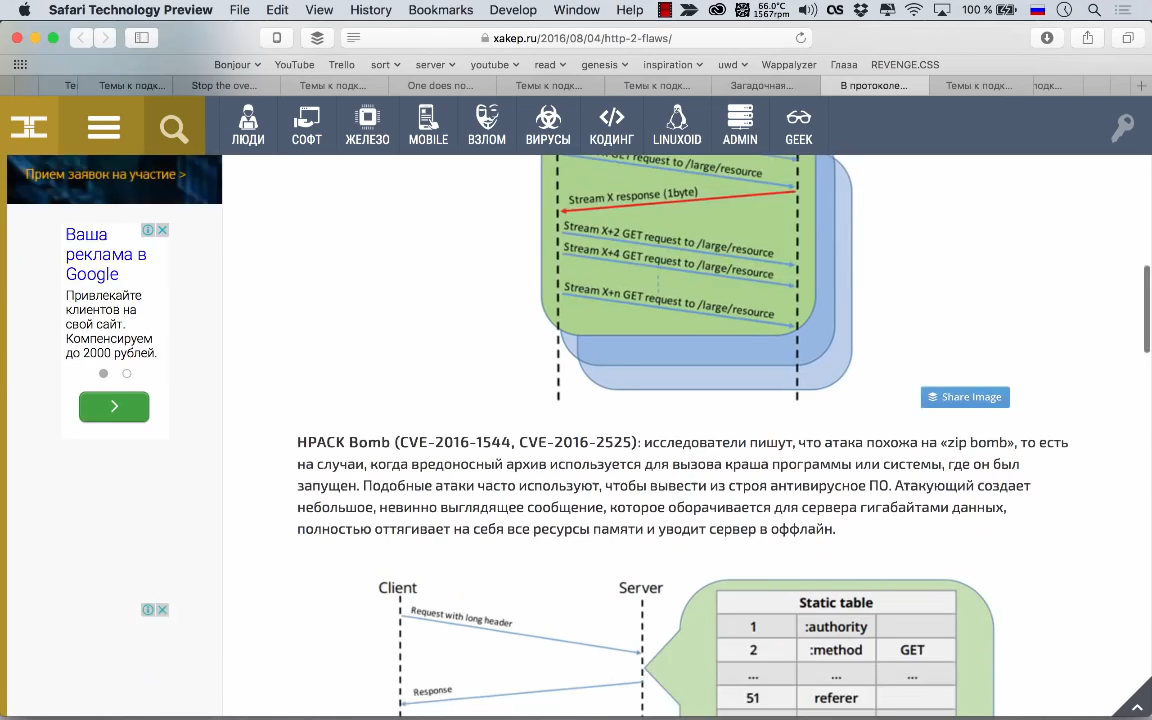 Safari Technology Preview File Edit View History Bookmarks Develop Window Help 66.0°C 1567rpm 100 %
xakep.ru/2016/08/04/http-2-flaws/
Bonjour YouTube Trello sort server youtube read genesis inspiration uwd Wappalyzer Глаза REVENGE.CSS
Те Темы к подк... Stop the ove... Темы к подк... One does no... Темы к подк... Темы к подк... Загадочная... В протоколе... Темы к подк... подк...
ЛЮДИ СОФТ ЖЕЛЕЗО MOBILE ВЗЛОМ ВИРУСЫ КОДИНГ LINUXOID ADMIN GEEK
Прием заявок на участие >
GET request to /large/resource
Stream X response (1byte)
Stream X+2 GET request to /large/resource
Stream X+4 GET request to /large/resource
Stream X+n GET request to /large/resource
Ваша
реклама в
Google
Привлекайте
клиентов на
свой сайт.
Компенсируем
до 2000 рублей.
Share Image
HPACK Bomb (CVE-2016-1544, CVE-2016-2525): исследователи пишут, что атака похожа на «zip bomb», то есть
на случаи, когда вредоносный архив используется для вызова краша программы или системы, где он был
запущен. Подобные атаки часто используют, чтобы вывести из строя антивирусное ПО. Атакующий создает
небольшое, невинно выглядящее сообщение, которое оборачивается для сервера гигабайтами данных,
полностью оттягивает на себя все ресурсы памяти и уводит сервер в оффлайн.
Client Server
Request with long header
Response
Static table
1 :authority
2 :method GET
... ... ...
51 referer